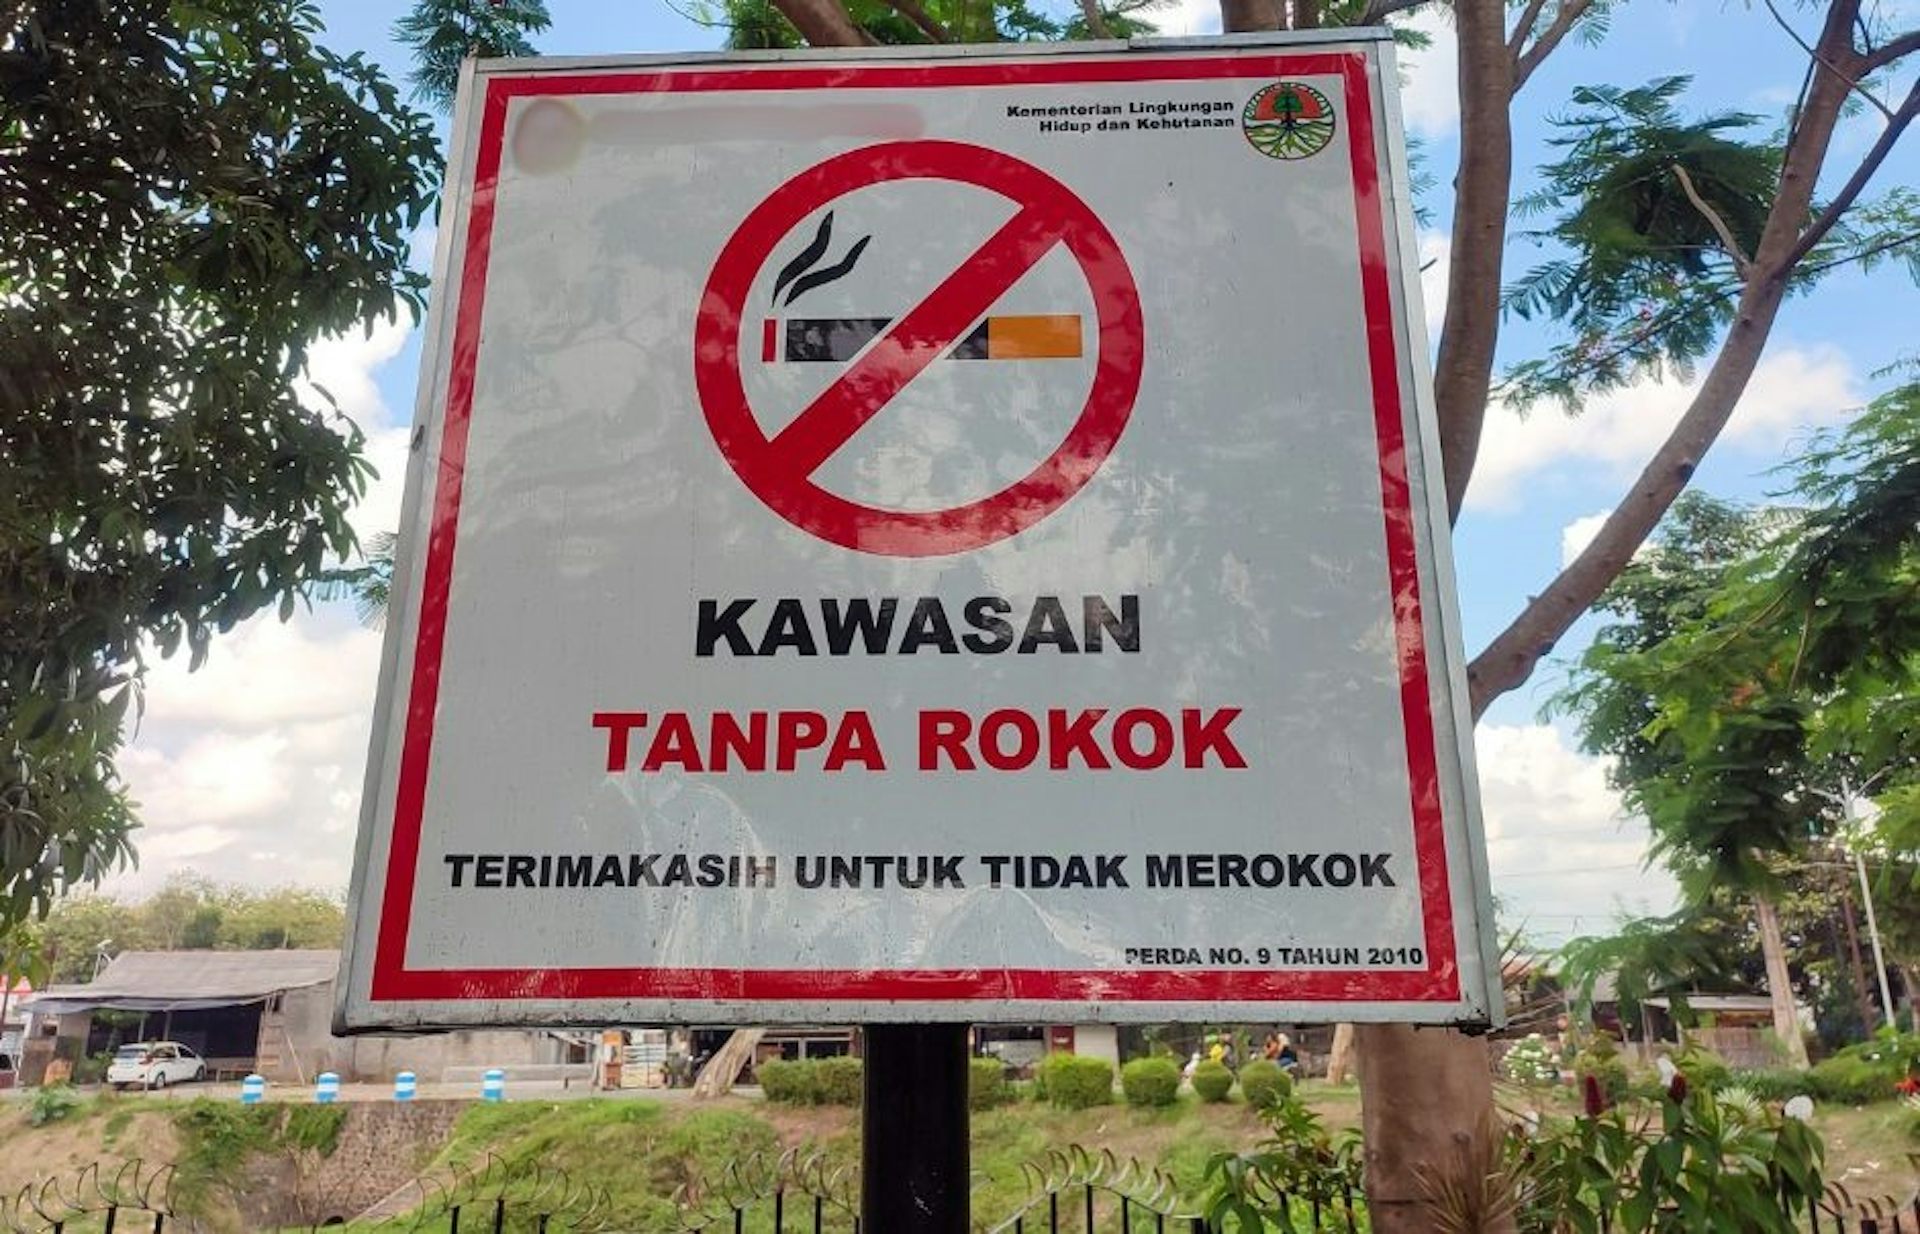 Kementerian Lingkungan
Hidup dan Kehutanan
KAWASAN
TANPA ROKOK
TERIMAKASIH UNTUK TIDAK MEROKOK
PERDA NO. 9 TAHUN 2010